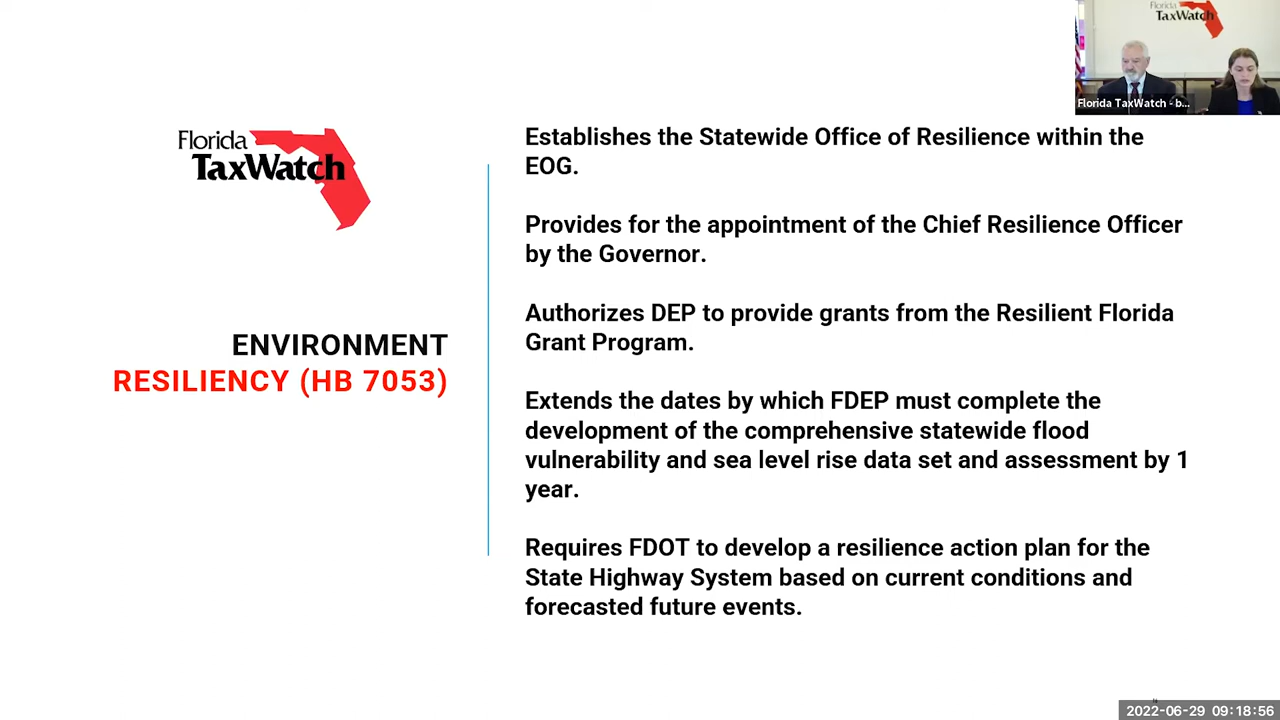 Florida
TaxWatch
Florida TaxWatch - b...
Florida
TaxWatch
ENVIRONMENT
RESILIENCY (HB 7053)
Establishes the Statewide Office of Resilience within the
EOG.
Provides for the appointment of the Chief Resilience Officer
by the Governor.
Authorizes DEP to provide grants from the Resilient Florida
Grant Program.
Extends the dates by which FDEP must complete the
development of the comprehensive statewide flood
vulnerability and sea level rise data set and assessment by 1
year.
Requires FDOT to develop a resilience action plan for the
State Highway System based on current conditions and
forecasted future events.
2022-06-29 09:18:56